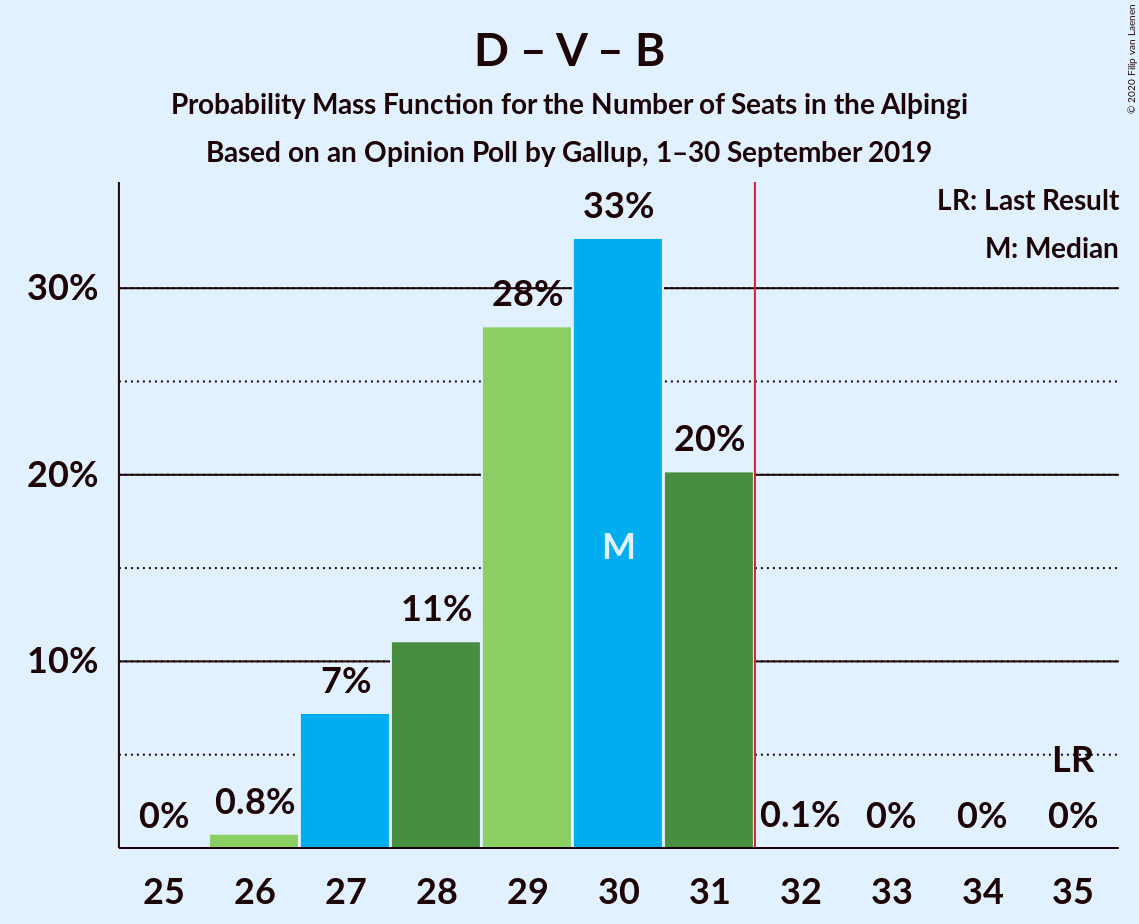 D – V – B
Probability Mass Function for the Number of Seats in the Alþingi
Based on an Opinion Poll by Gallup, 1–30 September 2019
© 2020 Filip van Laenen
LR: Last Result
M: Median
30%
20%
10%
0%
0.8%
7%
11%
28%
33%
20%
0.1%
0%
0%
0%
M
LR
25 26 27 28 29 30 31 32 33 34 35